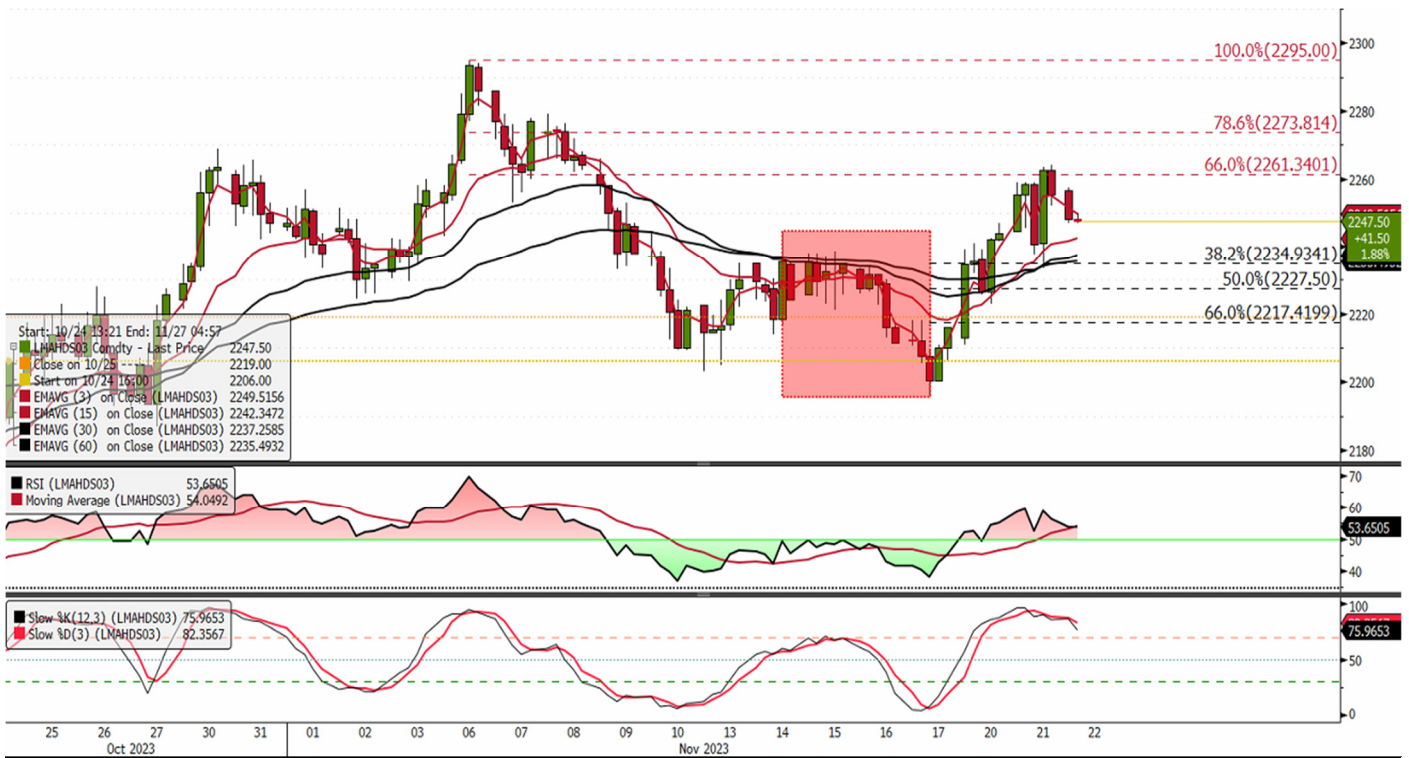 100.0%(2295.00)
78.6%(2273.814)
66.0%(2261.3401)
38.2%(2234.9341)
50.0%(2227.50)
66.0%(2217.4199)
2300
2280
2260
2247.50
+41.50
1.88%
2220
2200
2180
Start: 10/24 13:21 End: 11/27 04:57
LMAHDS03 Comdty - Last Price 2247.50
Close on 10/25 ---- 2219.00
Start on 10/24 16:00 2206.00
EMAVG (3) on Close (LMAHDS03) 2249.5156
EMAVG (15) on Close (LMAHDS03) 2242.3472
EMAVG (30) on Close (LMAHDS03) 2237.2585
EMAVG (60) on Close (LMAHDS03) 2235.4932
RSI (LMAHDS03) 53.6505
Moving Average (LMAHDS03) 54.0492
70
60
53.6505
50
40
Slow %K(12,3) (LMAHDS03) 75.9653
Slow %D(3) (LMAHDS03) 82.3567
100
75.9653
50
0
25 26 27 30 31 01 02 03 06 07 08 09 10 13 14 15 16 17 20 21 22
Oct 2023 Nov 2023